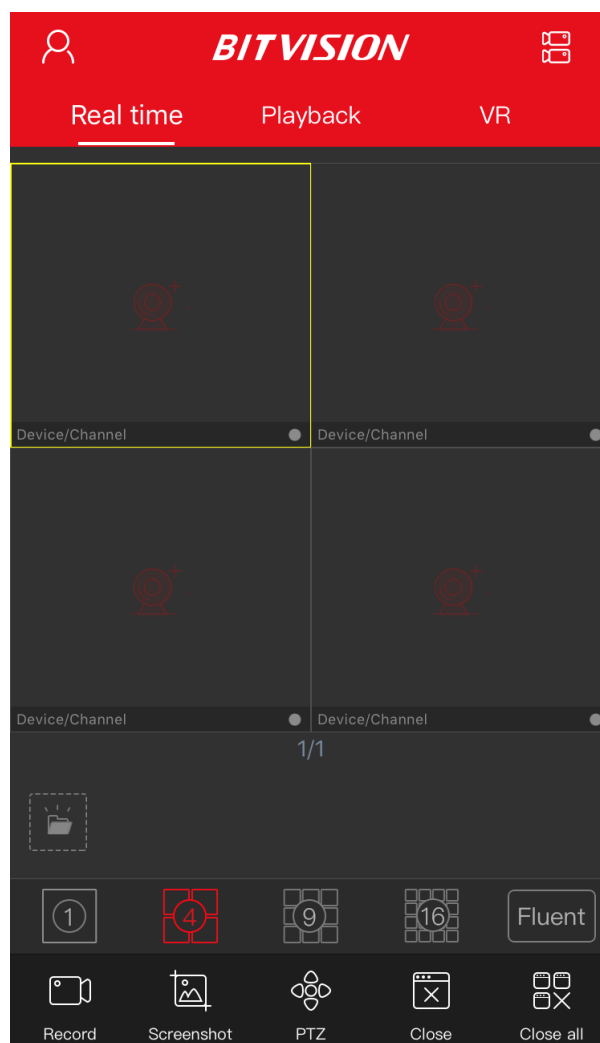 BITVISION
Real time Playback VR
Device/Channel Device/Channel
Device/Channel Device/Channel
1/1
1 4 9 16 Fluent
Record Screenshot PTZ Close Close all